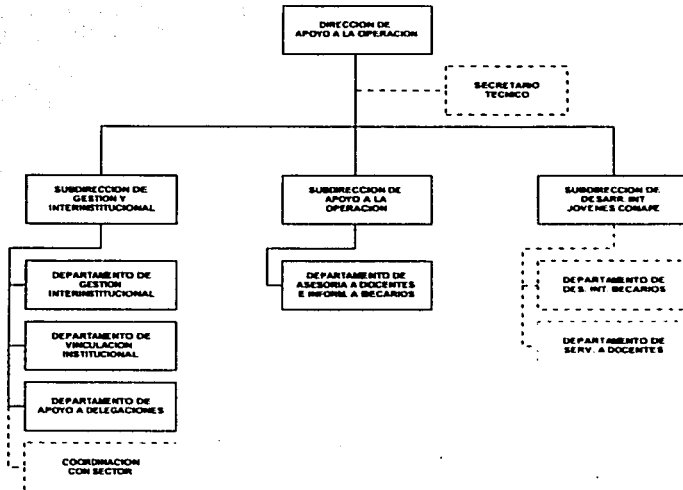 DIRECCION DE
APOYO A LA OPERACION
SECRETARIO
TECNICO
SUBDIRECCION DE
GESTION Y
INTERINSTITUCIONAL
SUBDIRECCION DE
APOYO A LA
OPERACION
SUBDIRECCION DE
DESARR. INT
JOVENES CONAFE
DEPARTAMENTO DE
GESTION
INTERINSTITUCIONAL
DEPARTAMENTO DE
ASESORIA A DOCENTES
E INFORM. A BECARIOS
DEPARTAMENTO DE
DES. INT. BECARIOS
DEPARTAMENTO DE
VINCULACION
INSTITUCIONAL
DEPARTAMENTO DE
SERV. A DOCENTES
DEPARTAMENTO DE
APOYO A DELEGACIONES
COORDINACION
CON SECTOR